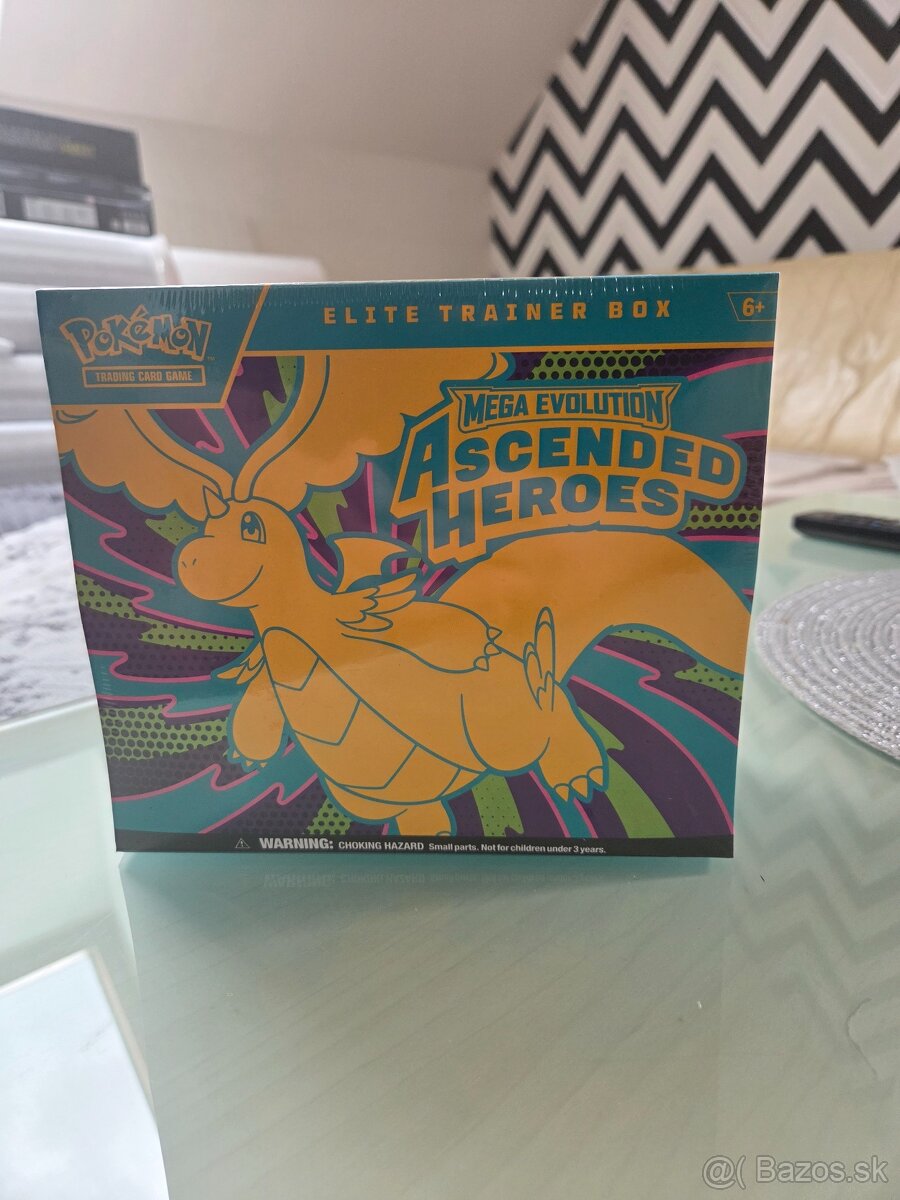 ELITE TRAINER BOX
6+
POKéMON
TM
TRADING CARD GAME
MEGA EVOLUTION
ASCENDED
HEROES
WARNING: CHOKING HAZARD Small parts. Not for children under 3 years.
@( Bazos.sk